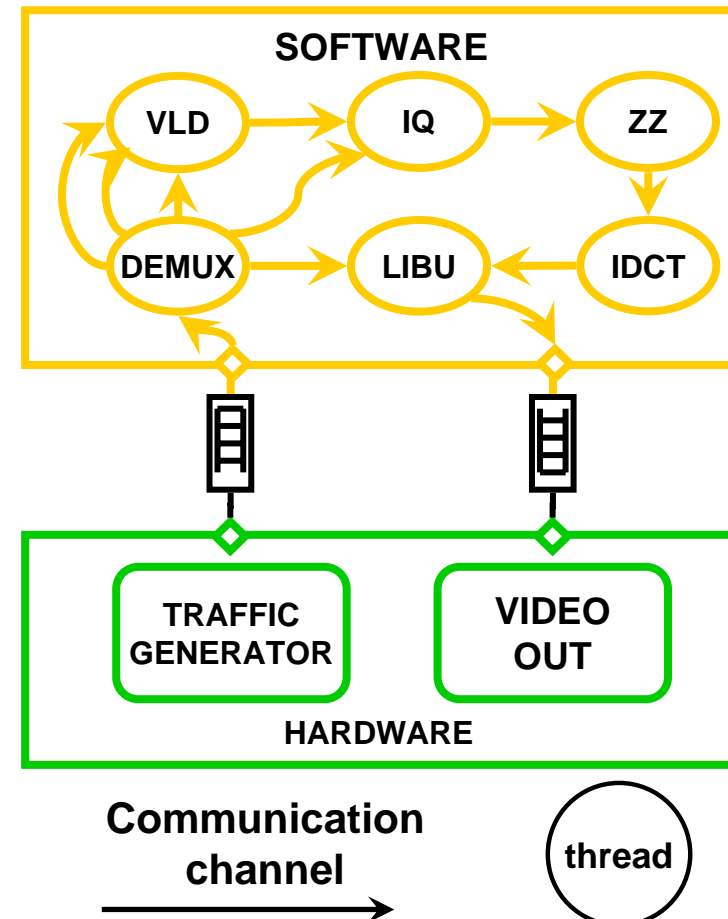 SOFTWARE
VLD
IQ
ZZ
DEMUX
LIBU
IDCT
TRAFFIC
GENERATOR
VIDEO
OUT
HARDWARE
Communication
channel
thread